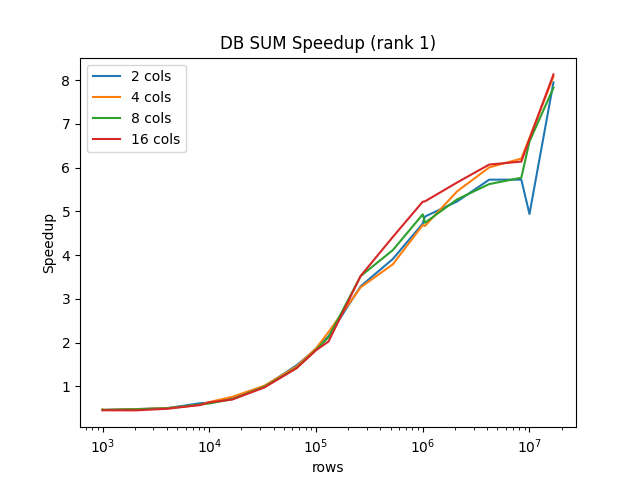 DB SUM Speedup (rank 1)
2 cols
4 cols
8 cols
16 cols
Speedup
8
7
6
5
4
3
2
1
10³ 10⁴ 10⁵ 10⁶ 10⁷
rows